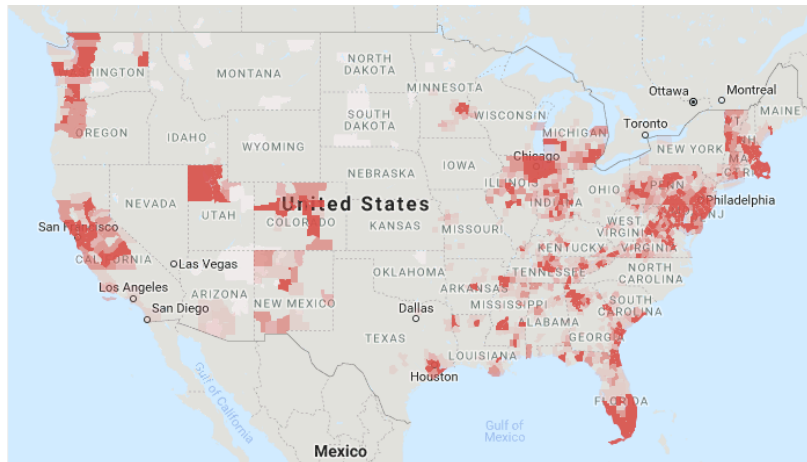 Ottawa
Montreal
NORTH
DAKOTA
MONTANA
MINNESOTA
MAINE
Toronto
SOUTH
DAKOTA
WISCONSIN
MICHIGAN
OREGON
IDAHO
WYOMING
NEW YORK
Chicago
IOWA
NEBRASKA
ILLINOIS
INDIANA
OHIO
PENN
Philadelphia
NJ
NEVADA
UTAH
United States
COLORADO
KANSAS
MISSOURI
WEST
VIRGINIA
VIRGINIA
KENTUCKY
San Francisco
CALIFORNIA
Las Vegas
OKLAHOMA
ARKANSAS
TENNESSEE
NORTH
CAROLINA
Los Angeles
ARIZONA
NEW MEXICO
Dallas
MISSISSIPPI
ALABAMA
SOUTH
CAROLINA
San Diego
TEXAS
LOUISIANA
GEORGIA
Houston
FLORIDA
Gulf of California
Gulf of
Mexico
Mexico